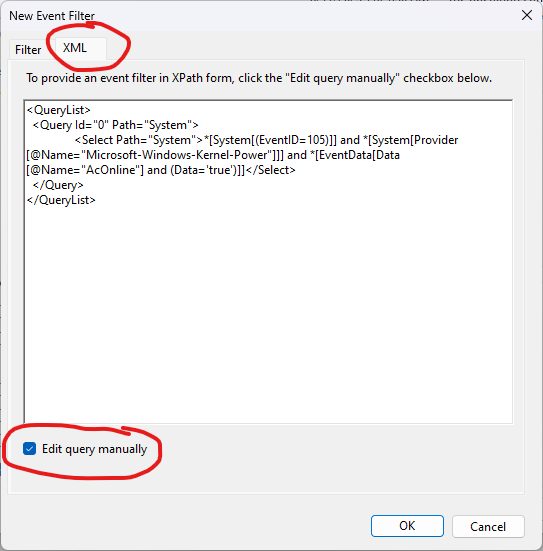 New Event Filter
Filter
XML
To provide an event filter in XPath form, click the "Edit query manually" checkbox below.
<QueryList>
  <Query Id="0" Path="System">
    <Select Path="System">*[System[(EventID=105)]] and *[System[Provider
[@Name="Microsoft-Windows-Kernel-Power"]]] and *[EventData[Data
[@Name="AcOnline"] and (Data='true')]]</Select>
  </Query>
</QueryList>
Edit query manually
OK
Cancel